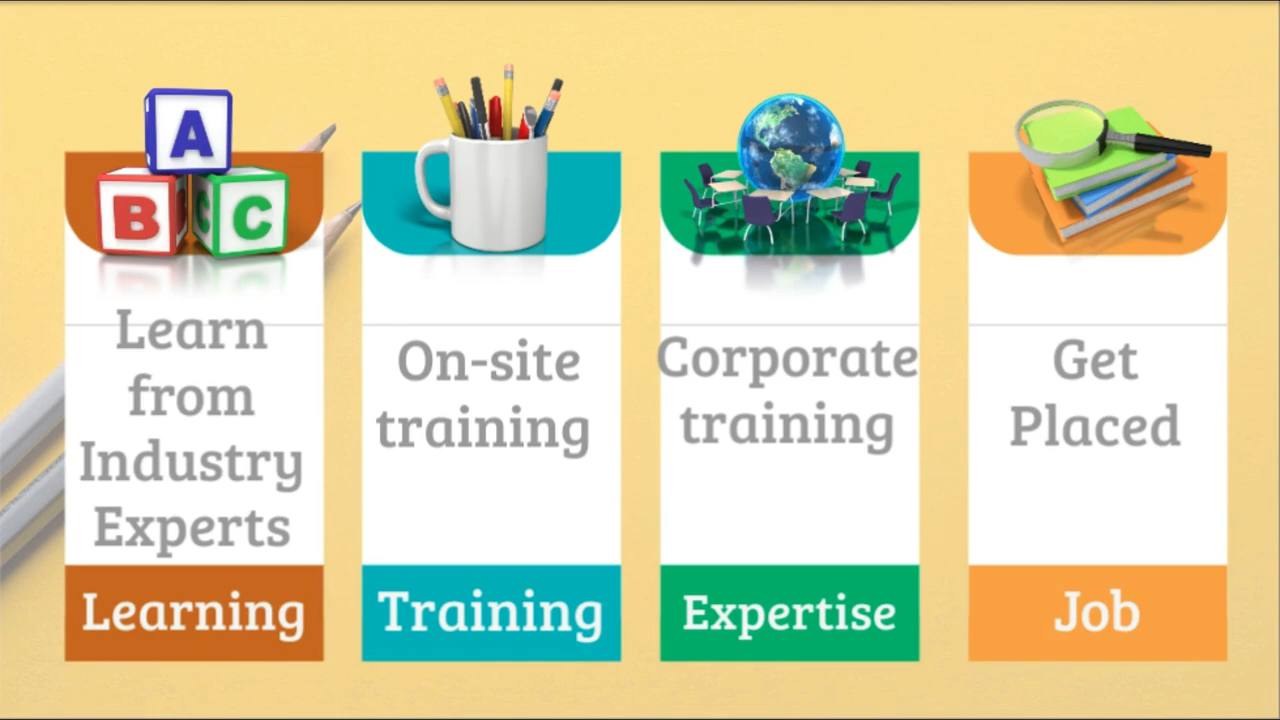 A
B
C
C
Learn
from
Industry
Experts
Learning
On-site
training
Training
Corporate
training
Expertise
Get
Placed
Job